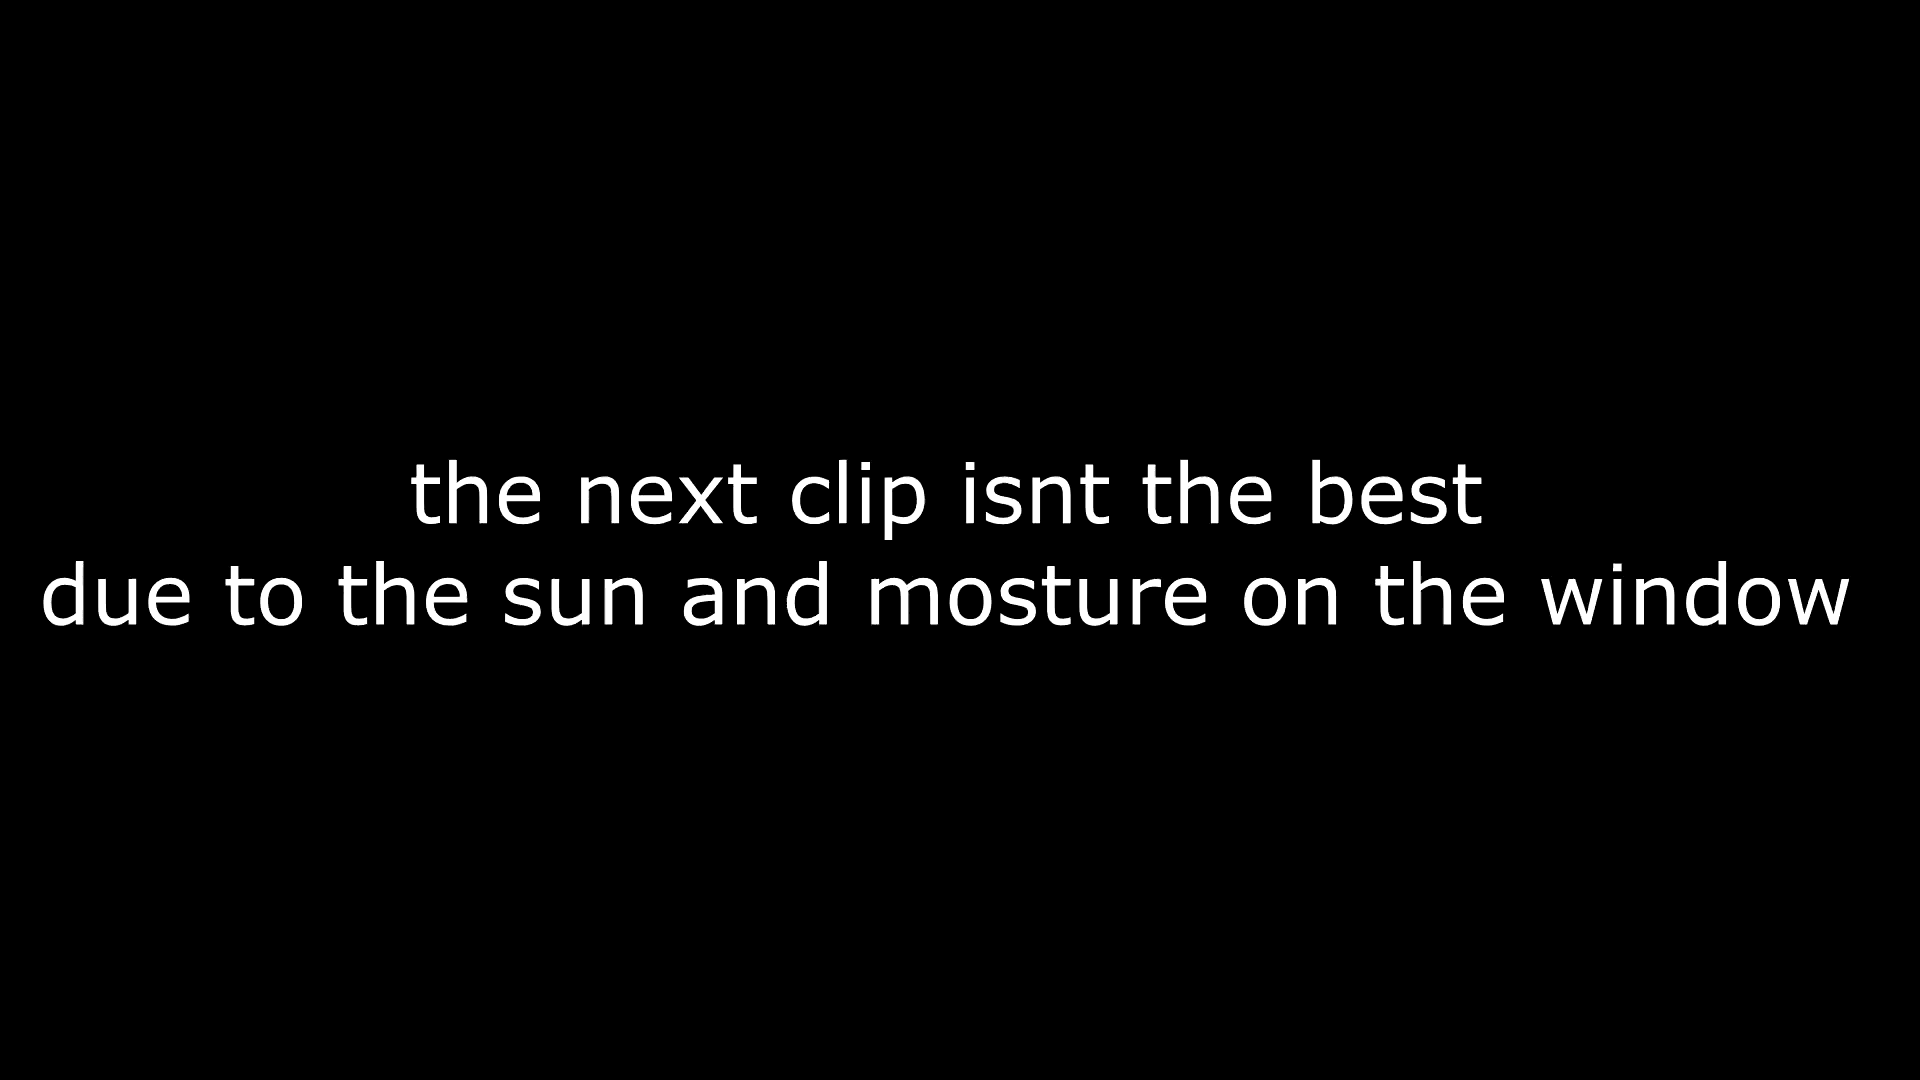 the next clip isnt the best
due to the sun and mosture on the window